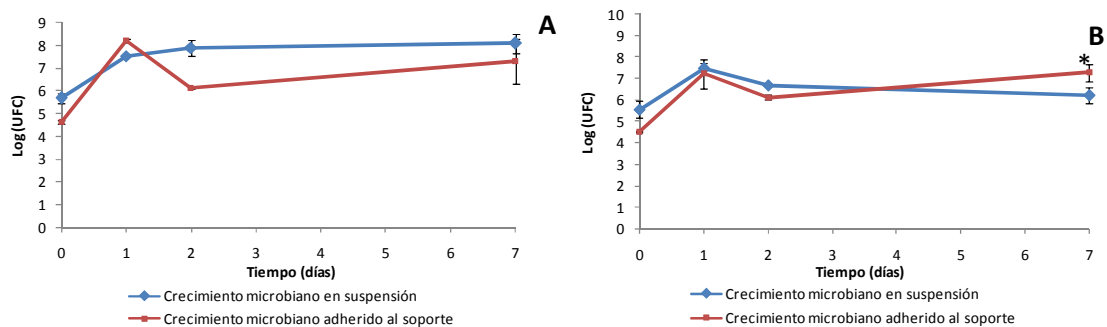 A
9
8
7
6
5
4
3
2
1
0
Log (UFC)
0 1 2 3 4 5 6 7
Tiempo (días)
Crecimiento microbiano en suspensión
Crecimiento microbiano adherido al soporte
B
*
10
9
8
7
6
5
4
3
2
1
0
Log (UFC)
0 1 2 3 4 5 6 7
Tiempo (días)
Crecimiento microbiano en suspensión
Crecimiento microbiano adherido al soporte